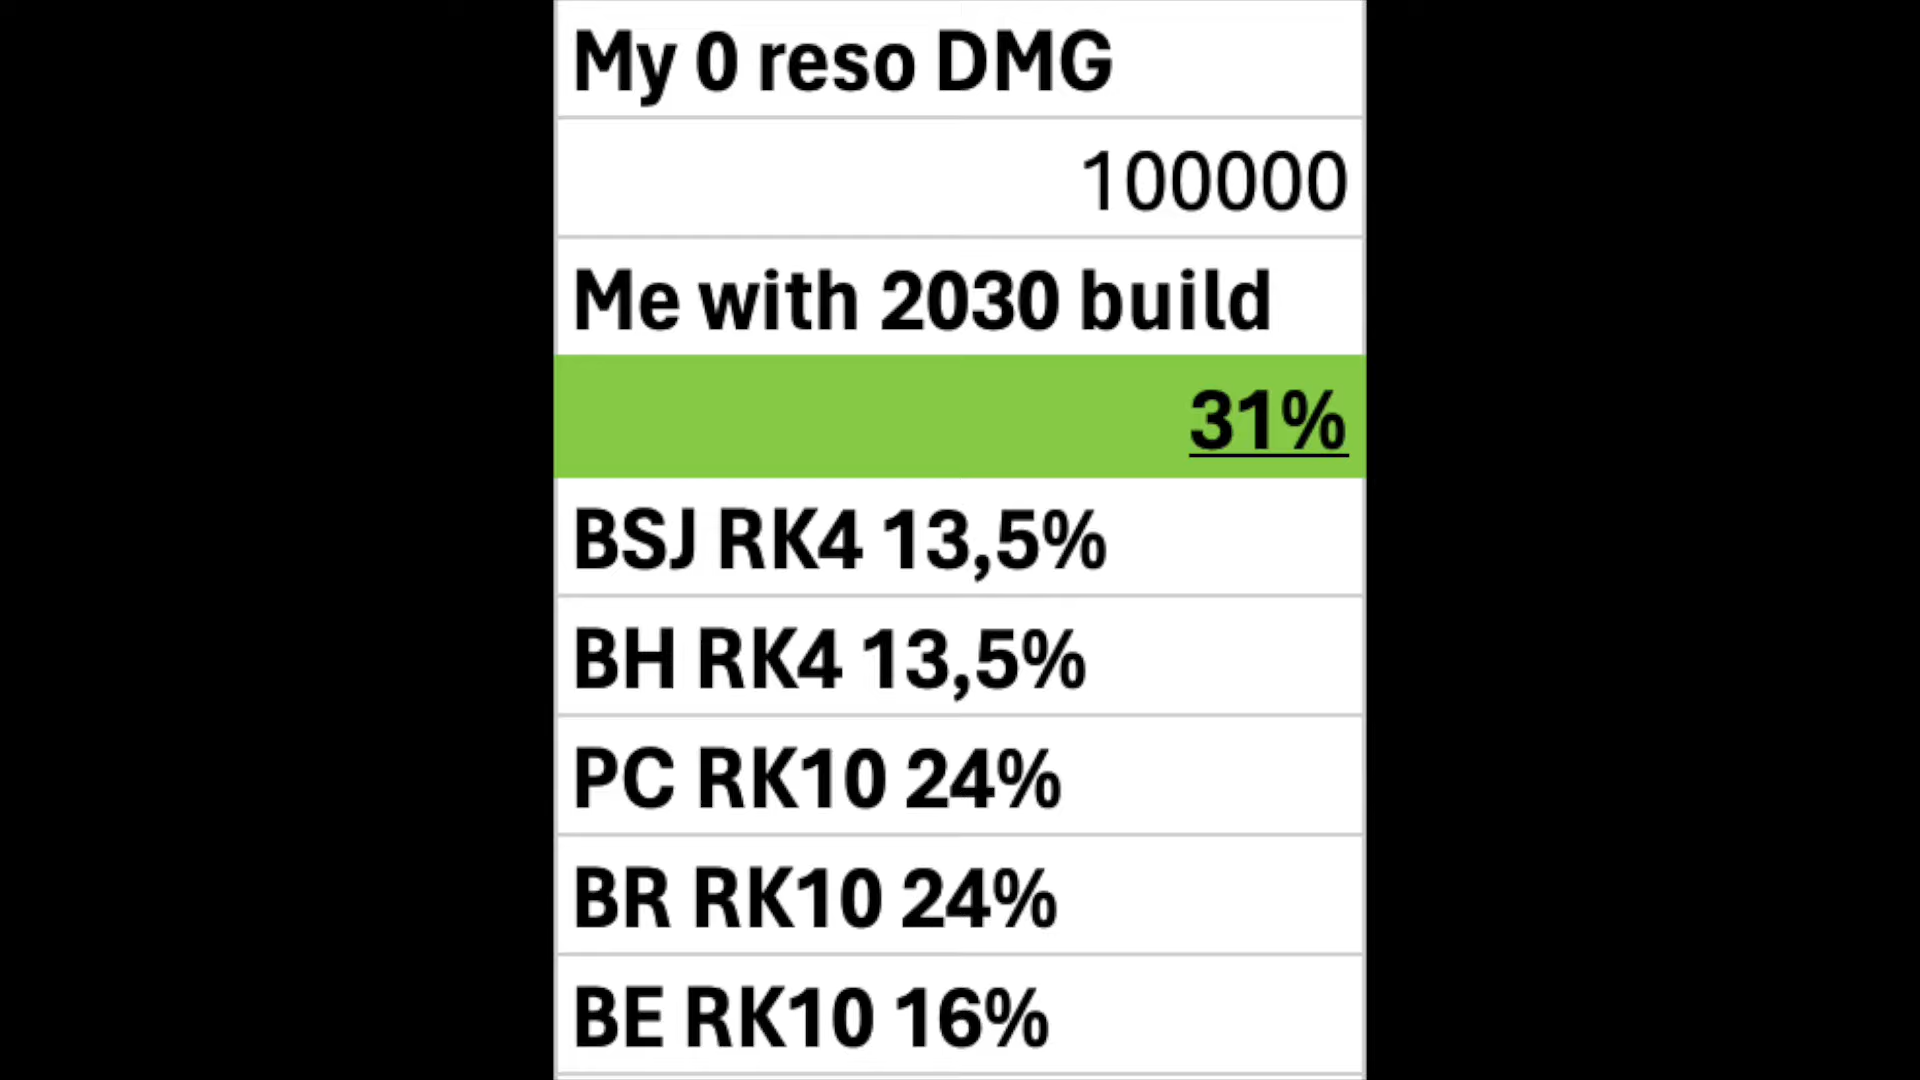 My 0 reso DMG
100000
Me with 2030 build
31%
BSJ RK4 13,5%
BH RK4 13,5%
PC RK10 24%
BR RK10 24%
BE RK10 16%